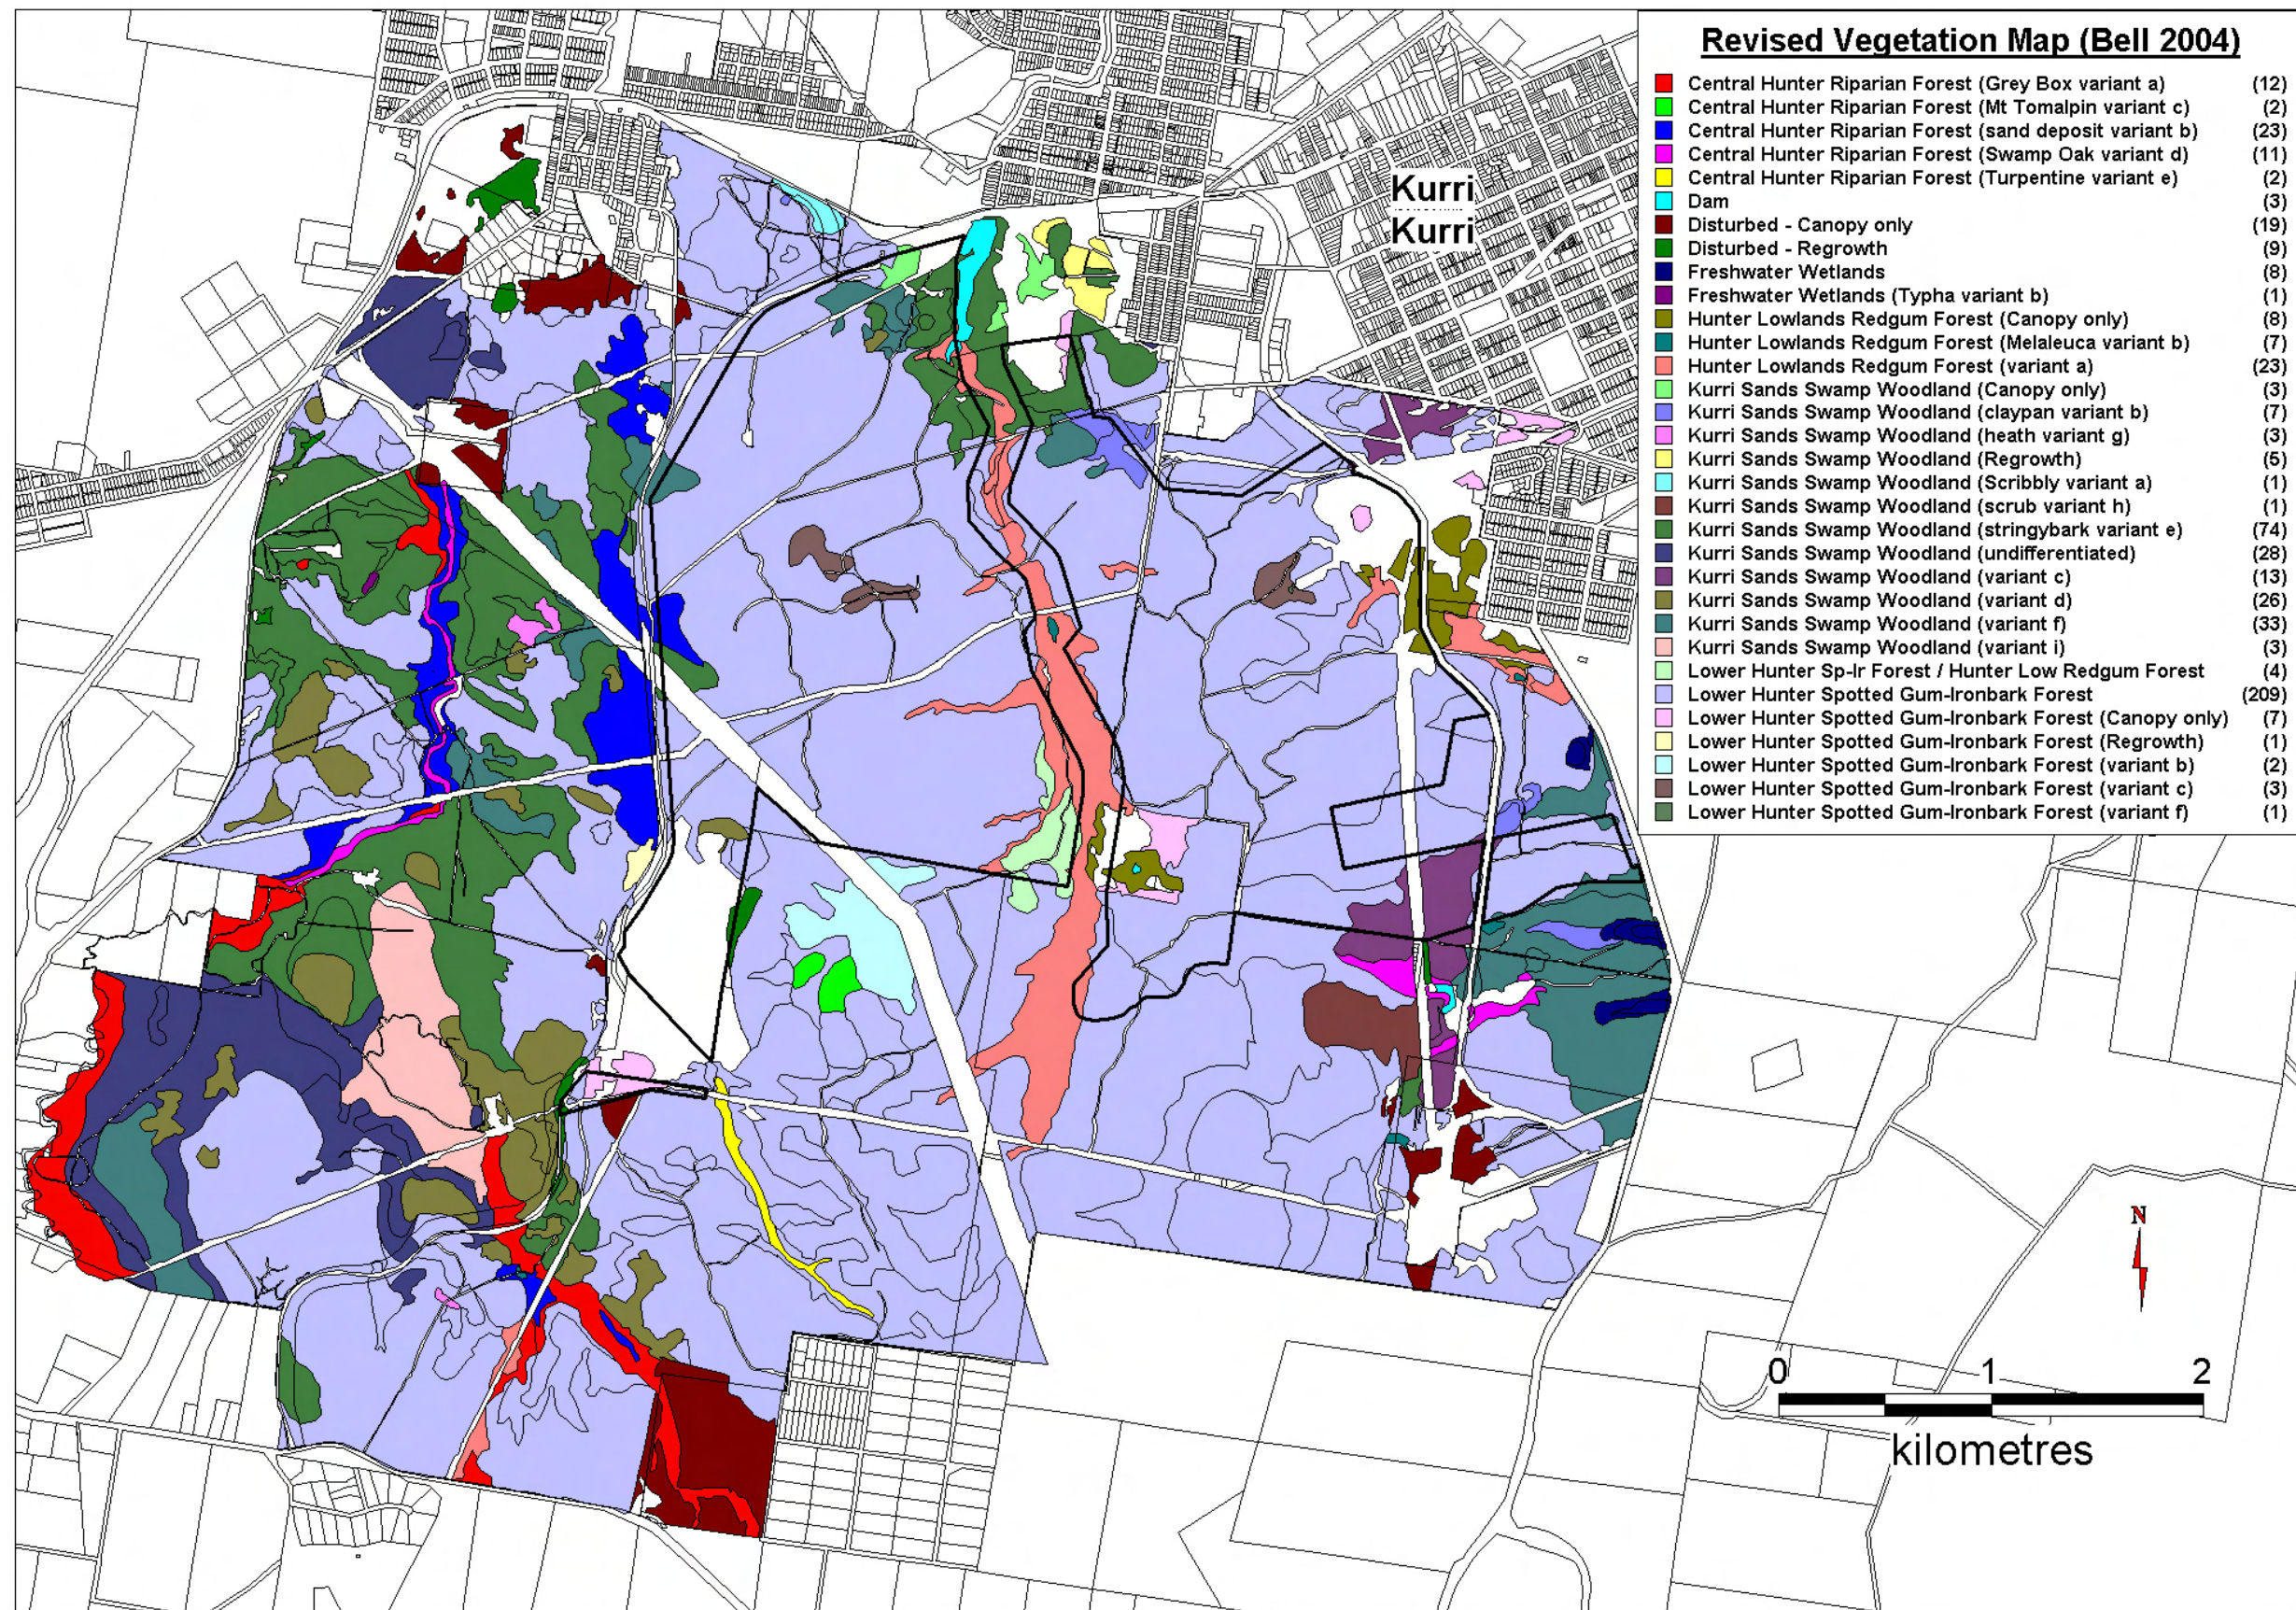 Revised Vegetation Map (Bell 2004)
Central Hunter Riparian Forest (Grey Box variant a) (12)
Central Hunter Riparian Forest (Mt Tomalpin variant c) (2)
Central Hunter Riparian Forest (sand deposit variant b) (23)
Central Hunter Riparian Forest (Swamp Oak variant d) (11)
Central Hunter Riparian Forest (Turpentine variant e) (2)
Dam (3)
Disturbed - Canopy only (19)
Disturbed - Regrowth (9)
Freshwater Wetlands (8)
Freshwater Wetlands (Typha variant b) (1)
Hunter Lowlands Redgum Forest (Canopy only) (8)
Hunter Lowlands Redgum Forest (Melaleuca variant b) (7)
Hunter Lowlands Redgum Forest (variant a) (23)
Kurri Sands Swamp Woodland (Canopy only) (3)
Kurri Sands Swamp Woodland (claypan variant b) (7)
Kurri Sands Swamp Woodland (heath variant g) (3)
Kurri Sands Swamp Woodland (Regrowth) (5)
Kurri Sands Swamp Woodland (Scribbly variant a) (1)
Kurri Sands Swamp Woodland (scrub variant h) (1)
Kurri Sands Swamp Woodland (stringybark variant e) (74)
Kurri Sands Swamp Woodland (undifferentiated) (28)
Kurri Sands Swamp Woodland (variant c) (13)
Kurri Sands Swamp Woodland (variant d) (26)
Kurri Sands Swamp Woodland (variant f) (33)
Kurri Sands Swamp Woodland (variant i) (3)
Lower Hunter Sp-Ir Forest / Hunter Low Redgum Forest (4)
Lower Hunter Spotted Gum-Ironbark Forest (209)
Lower Hunter Spotted Gum-Ironbark Forest (Canopy only) (7)
Lower Hunter Spotted Gum-Ironbark Forest (Regrowth) (1)
Lower Hunter Spotted Gum-Ironbark Forest (variant b) (2)
Lower Hunter Spotted Gum-Ironbark Forest (variant c) (3)
Lower Hunter Spotted Gum-Ironbark Forest (variant f) (1)
Kurri
Kurri
N
0 1 2
kilometres